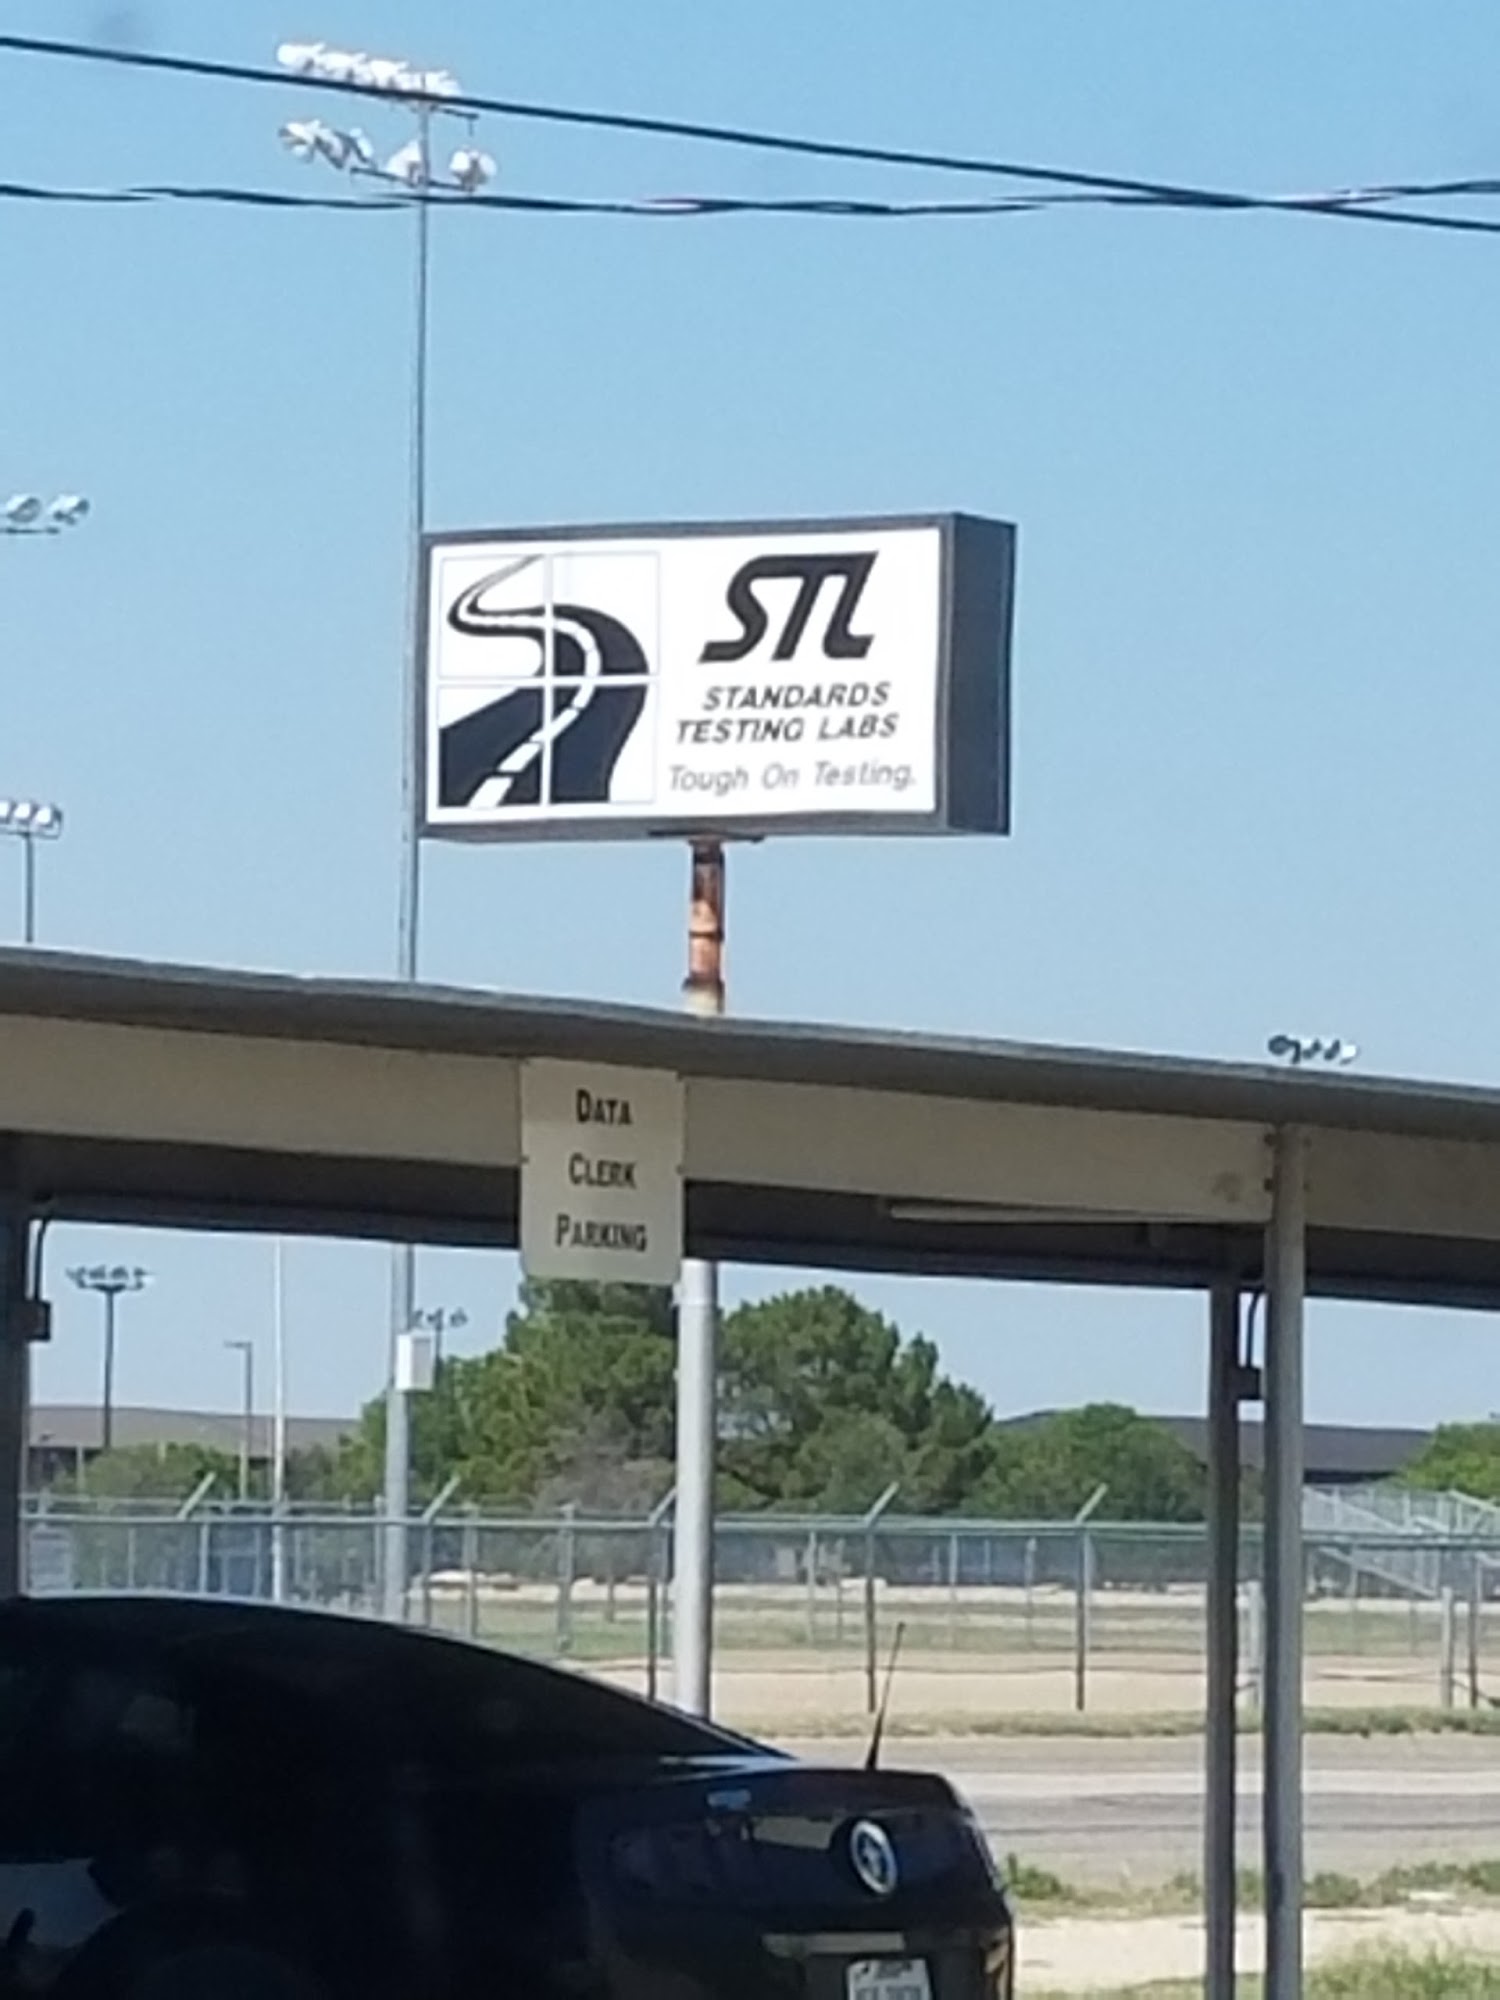 STL
STANDARDS
TESTING LABS
Tough On Testing.
DATA
CLERK
PARKING